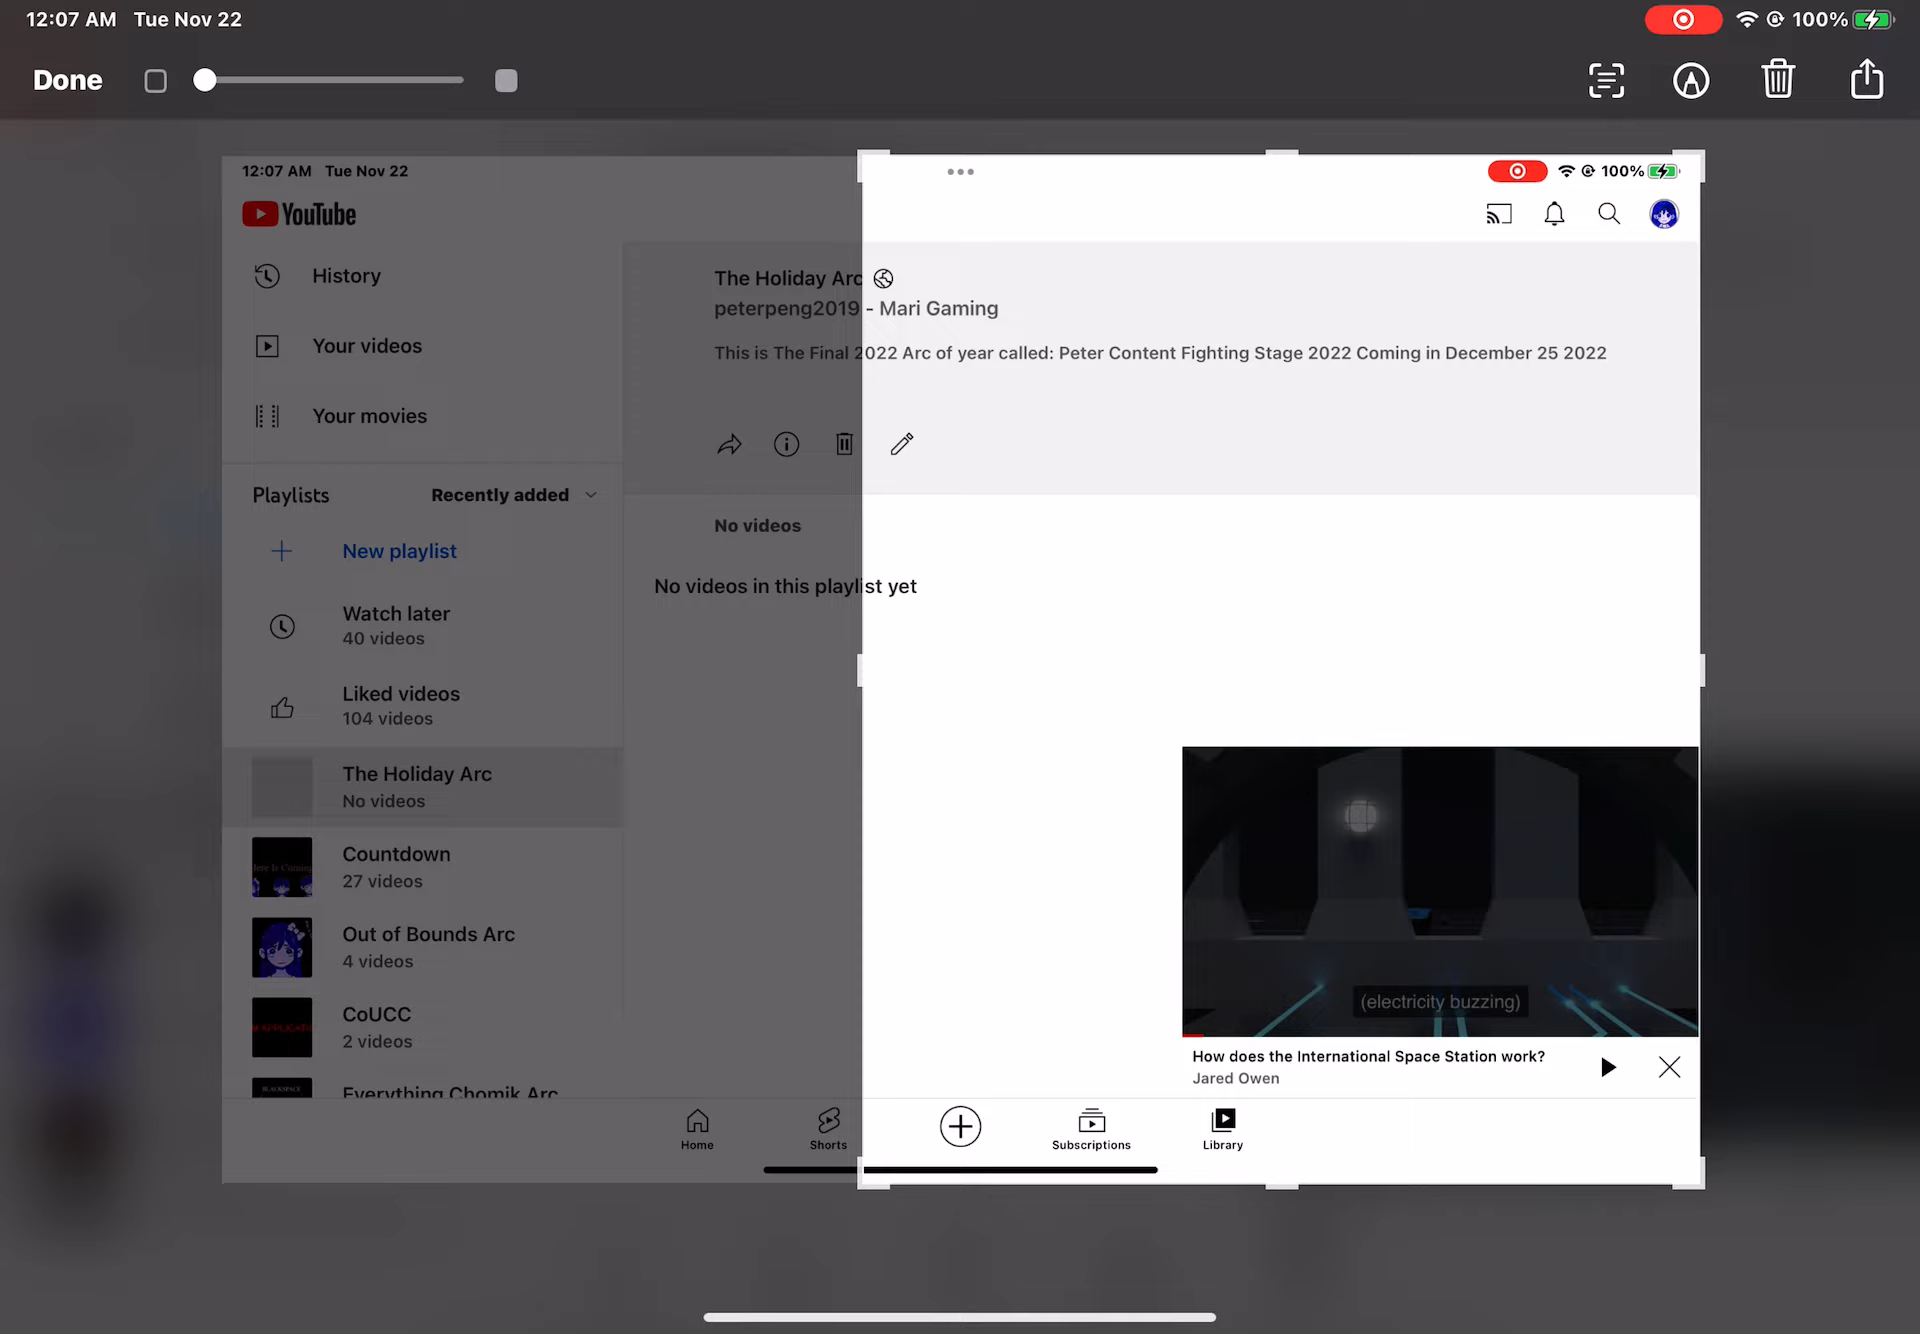 12:07 AM Tue Nov 22
100%
Done
12:07 AM Tue Nov 22
100%
YouTube
History
Your videos
Your movies
Playlists
Recently added
New playlist
Watch later
40 videos
Liked videos
104 videos
The Holiday Arc
No videos
Countdown
27 videos
Out of Bounds Arc
4 videos
CoUCC
2 videos
BLACKSPACE
Everything Chomik Arc
The Holiday Arc
peterpeng2019 - Mari Gaming
This is The Final 2022 Arc of year called: Peter Content Fighting Stage 2022 Coming in December 25 2022
No videos
No videos in this playlist yet
(electricity buzzing)
How does the International Space Station work?
Jared Owen
Home
Shorts
Subscriptions
Library